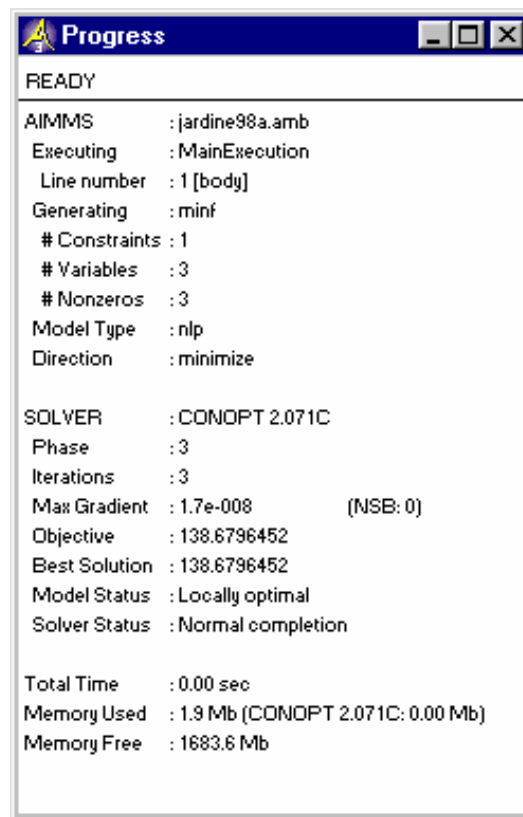 Progress
READY
AIMMS : jardine98a.amb
Executing : MainExecution
Line number : 1 [body]
Generating : minf
# Constraints : 1
# Variables : 3
# Nonzeros : 3
Model Type : nlp
Direction : minimize
SOLVER : CONOPT 2.071C
Phase : 3
Iterations : 3
Max Gradient : 1.7e-008 (NSB: 0)
Objective : 138.6796452
Best Solution : 138.6796452
Model Status : Locally optimal
Solver Status : Normal completion
Total Time : 0.00 sec
Memory Used : 1.9 Mb (CONOPT 2.071C: 0.00 Mb)
Memory Free : 1683.6 Mb